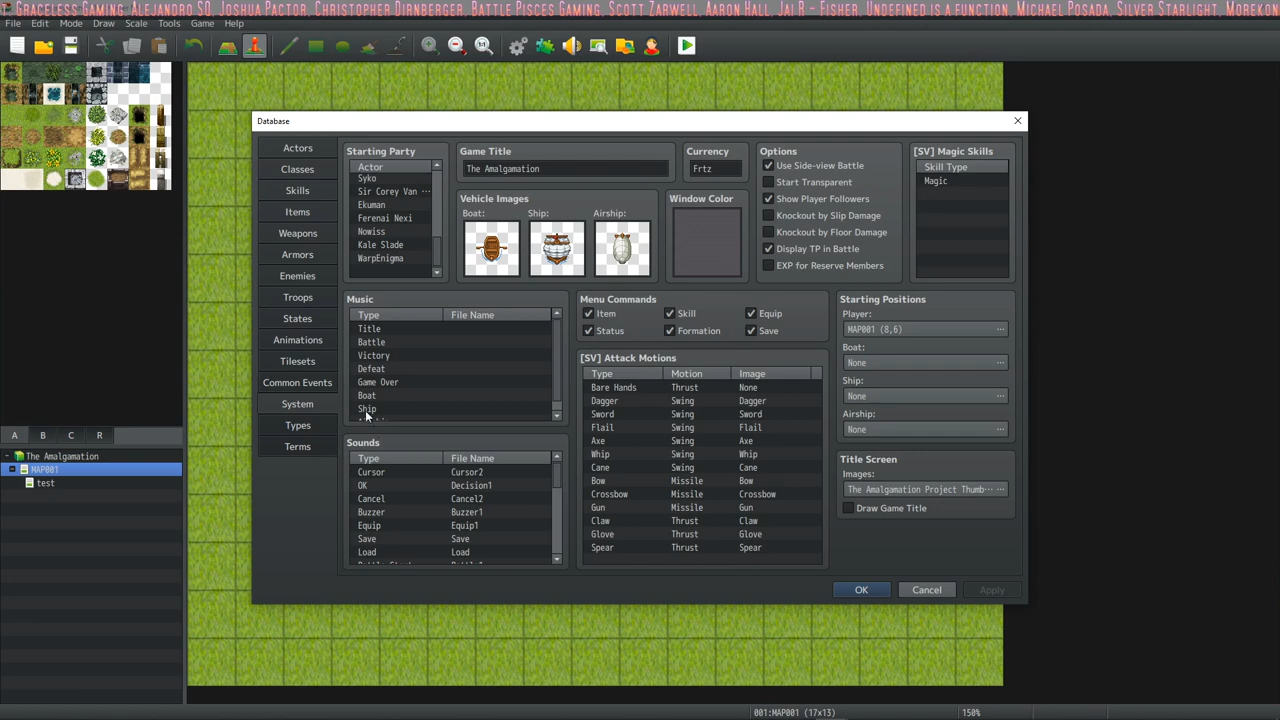 GRACELESS GAMING, ALEJANDRO SQ, JOSHUA PACTOR, CHRISTOPHER DIRNBERGER, BATTLE PISCES GAMING, SCOTT ZARWELL, AARON HALL, JAI R - FISHER, UNDEFINED IS A FUNCTION, MICHAEL POSADA, SILVER STARLIGHT, MOREKON
File Edit Mode Draw Scale Tools Game Help
Database
Actors
Classes
Skills
Items
Weapons
Armors
Enemies
Troops
States
Animations
Tilesets
Common Events
System
Types
Terms
Starting Party
Actor
Syko
Sir Corey Van ···
Ekuman
Ferenai Nexi
Nowiss
Kale Slade
WarpEnigma
Game Title
The Amalgamation
Currency
Frtz
Vehicle Images
Boat: Ship: Airship:
Window Color
Options
Use Side-view Battle
Start Transparent
Show Player Followers
Knockout by Slip Damage
Knockout by Floor Damage
Display TP in Battle
EXP for Reserve Members
[SV] Magic Skills
Skill Type
Magic
Music
Type File Name
Title
Battle
Victory
Defeat
Game Over
Boat
Ship
Menu Commands
Item Skill Equip
Status Formation Save
[SV] Attack Motions
Type Motion Image
Bare Hands Thrust None
Dagger Swing Dagger
Sword Swing Sword
Flail Swing Flail
Axe Swing Axe
Whip Swing Whip
Cane Swing Cane
Bow Missile Bow
Crossbow Missile Crossbow
Gun Missile Gun
Claw Thrust Claw
Glove Thrust Glove
Spear Thrust Spear
Starting Positions
Player:
MAP001 (8,6) ···
Boat:
None ···
Ship:
None ···
Airship:
None ···
Title Screen
Images:
The Amalgamation Project Thumb··· ···
Draw Game Title
Sounds
Type File Name
Cursor Cursor2
OK Decision1
Cancel Cancel2
Buzzer Buzzer1
Equip Equip1
Save Save
Load Load
OK Cancel Apply
A B C R
The Amalgamation
MAP001
test
001:MAP001 (17×13) 150%